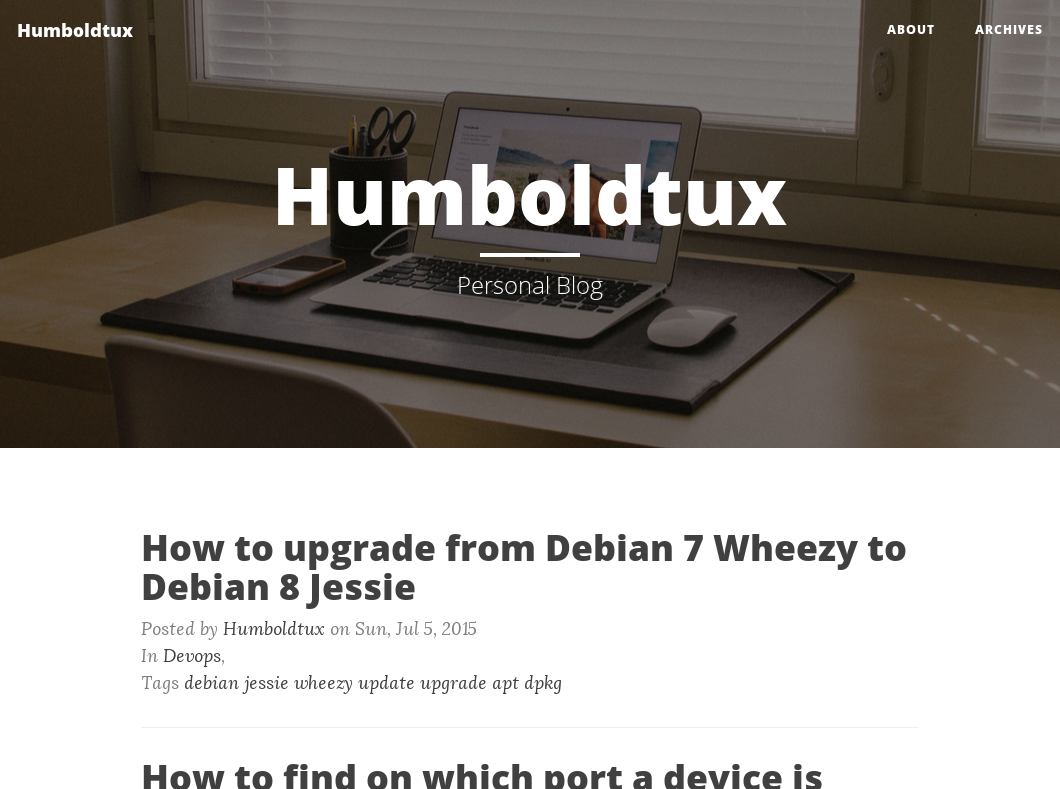 Humboldtux
ABOUT
ARCHIVES
Humboldtux
Personal Blog
How to upgrade from Debian 7 Wheezy to
Debian 8 Jessie
Posted by Humboldtux on Sun, Jul 5, 2015
In Devops,
Tags debian jessie wheezy update upgrade apt dpkg
How to find on which port a device is